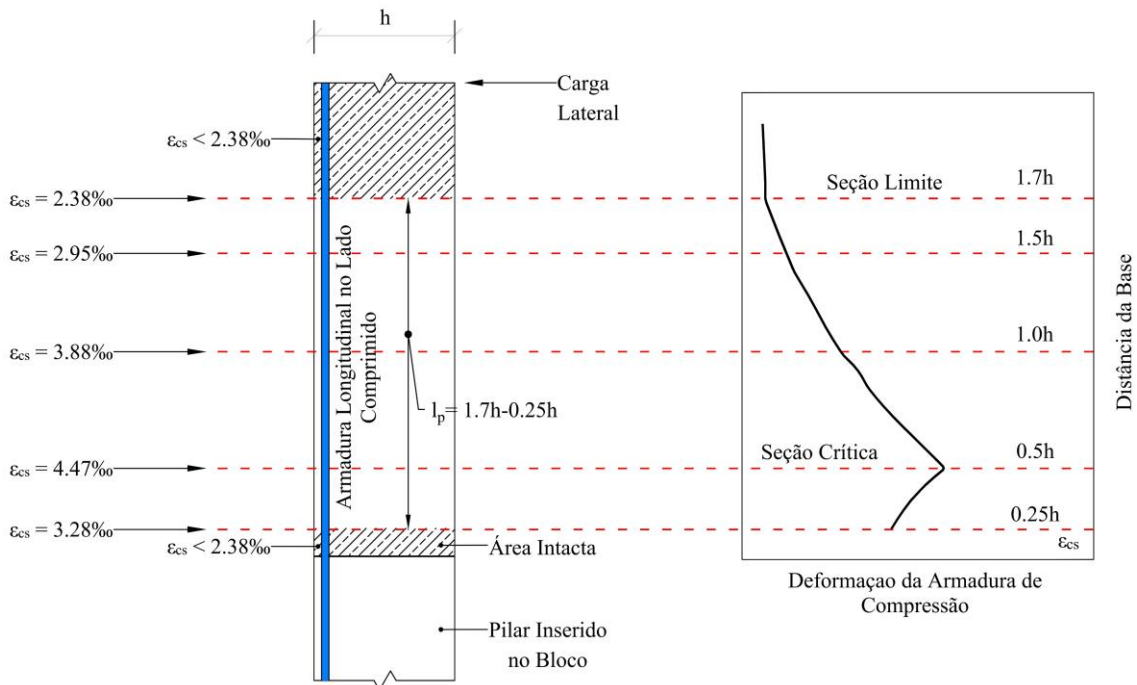 h
Carga
Lateral
εcs < 2.38‰
εcs = 2.38‰
εcs = 2.95‰
εcs = 3.88‰
εcs = 4.47‰
εcs = 3.28‰
εcs < 2.38‰
Armadura Longitudinal no Lado
Comprimido
lp= 1.7h-0.25h
Área Intacta
Pilar Inserido
no Bloco
Seção Limite
1.7h
1.5h
1.0h
Seção Crítica
0.5h
0.25h
εcs
Distância da Base
Deformaçao da Armadura de
Compressão